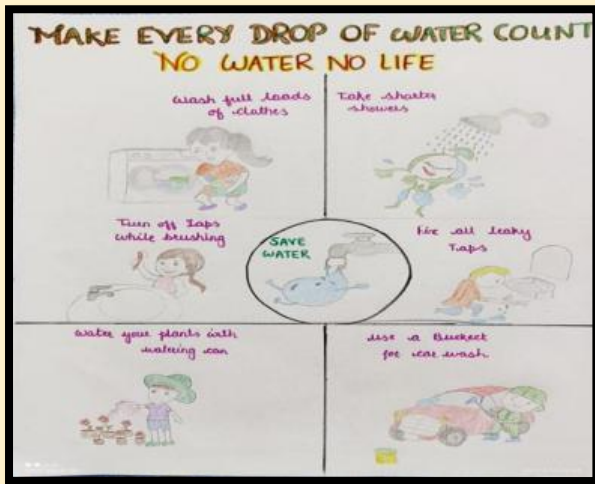 MAKE EVERY DROP OF WATER COUNT
NO WATER NO LIFE
Wash full loads
of clothes
Take shorter
showers
Turn off Taps
while brushing
SAVE
WATER
Fix all leaky
Taps
Water your plants with
watering can
use a Bucket
for car wash